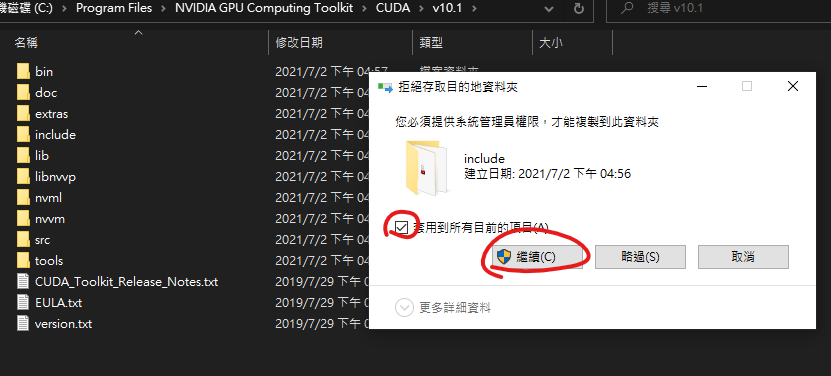 機磁碟 (C:) > Program Files > NVIDIA GPU Computing Toolkit > CUDA > v10.1 >
搜尋 v10.1
名稱 修改日期 類型 大小
bin 2021/7/2 下午 04:57 檔案資料夾
doc 2021/7/2 下午 04
extras 2021/7/2 下午 04
include 2021/7/2 下午 04
lib 2021/7/2 下午 04
libnvvp 2021/7/2 下午 04
nvml 2021/7/2 下午 04
nvvm 2021/7/2 下午 04
src 2021/7/2 下午 04
tools 2021/7/2 下午 04
CUDA_Toolkit_Release_Notes.txt 2019/7/29 下午
EULA.txt 2019/7/29 下午
version.txt 2019/7/29 下午
拒絕存取目的地資料夾
您必須提供系統管理員權限，才能複製到此資料夾
include
建立日期: 2021/7/2 下午 04:56
套用到所有目前的項目(A)
繼續(C) 略過(S) 取消
更多詳細資料